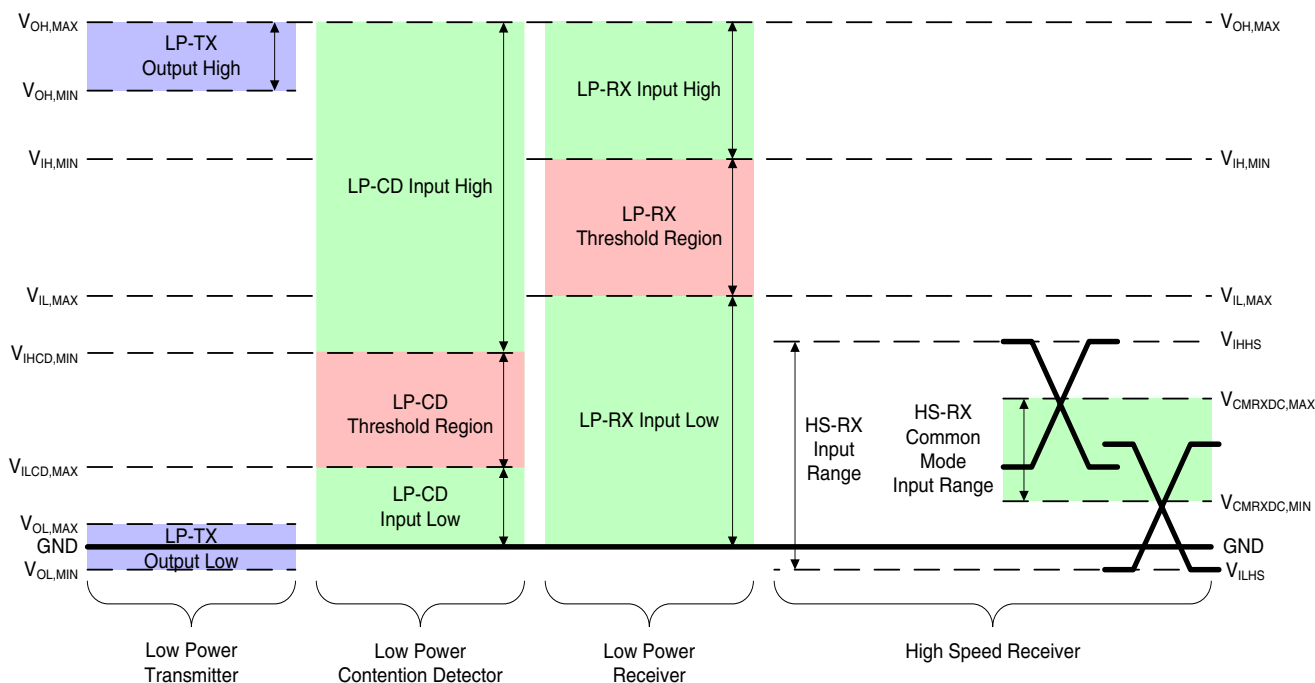 V_OH,MAX
LP-TX
Output High
V_OH,MIN
V_IH,MIN
V_IL,MAX
V_IHCD,MIN
V_ILCD,MAX
V_OL,MAX
GND
V_OL,MIN
LP-TX
Output Low
LP-CD Input High
LP-CD
Threshold Region
LP-CD
Input Low
LP-RX Input High
LP-RX
Threshold Region
LP-RX Input Low
HS-RX
Input
Range
HS-RX
Common
Mode
Input Range
V_OH,MAX
V_IH,MIN
V_IL,MAX
V_IHHS
V_CMRXDC,MAX
V_CMRXDC,MIN
GND
V_ILHS
Low Power
Transmitter
Low Power
Contention Detector
Low Power
Receiver
High Speed Receiver